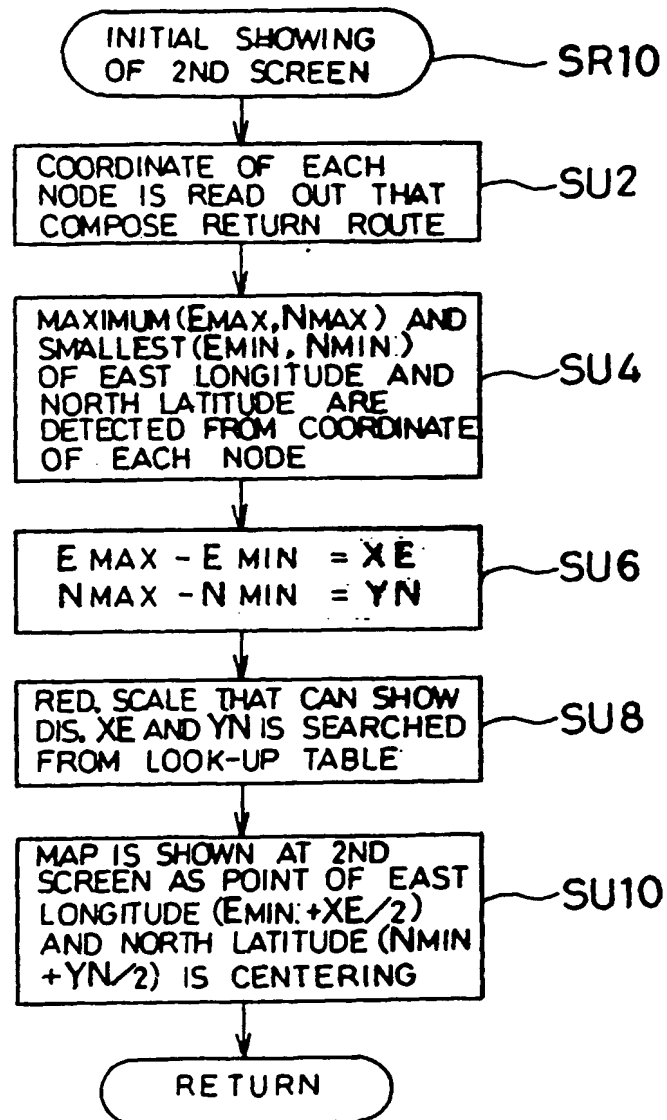 INITIAL SHOWING
OF 2ND SCREEN
SR10
COORDINATE OF EACH
NODE IS READ OUT THAT
COMPOSE RETURN ROUTE
SU2
MAXIMUM (EMAX, NMAX) AND
SMALLEST (EMIN, NMIN)
OF EAST LONGITUDE AND
NORTH LATITUDE ARE
DETECTED FROM COORDINATE
OF EACH NODE
SU4
E MAX - E MIN = XE
N MAX - N MIN = YN
SU6
RED. SCALE THAT CAN SHOW
DIS. XE AND YN IS SEARCHED
FROM LOOK-UP TABLE
SU8
MAP IS SHOWN AT 2ND
SCREEN AS POINT OF EAST
LONGITUDE (EMIN +XE/2)
AND NORTH LATITUDE (NMIN
+YN/2) IS CENTERING
SU10
RETURN